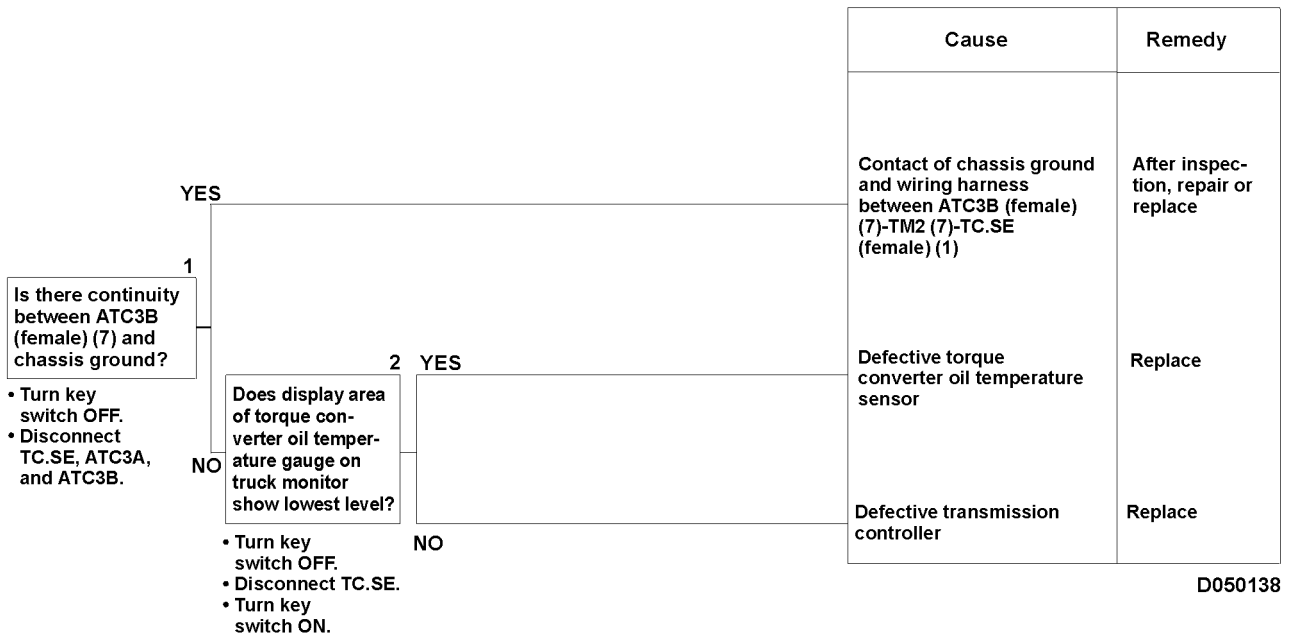 Cause
Remedy
YES
Contact of chassis ground
and wiring harness
between ATC3B (female)
(7)-TM2 (7)-TC.SE
(female) (1)
After inspec-
tion, repair or
replace
1
Is there continuity
between ATC3B
(female) (7) and
chassis ground?
• Turn key
switch OFF.
• Disconnect
TC.SE, ATC3A,
and ATC3B.
NO
2
Does display area
of torque con-
verter oil temper-
ature gauge on
truck monitor
show lowest level?
• Turn key
switch OFF.
• Disconnect TC.SE.
• Turn key
switch ON.
YES
Defective torque
converter oil temperature
sensor
Replace
NO
Defective transmission
controller
Replace
D050138